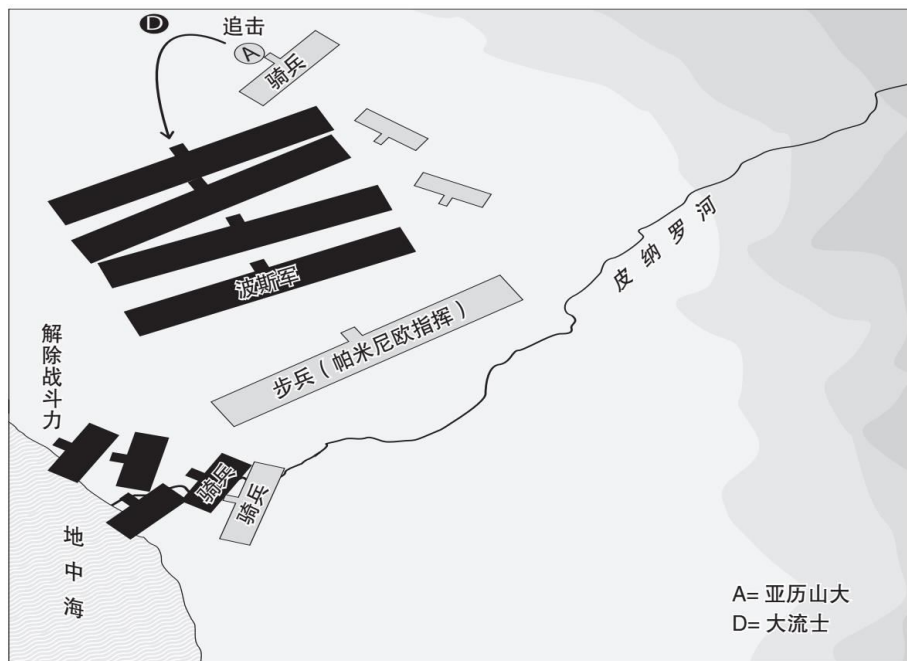 D
追击
A
骑兵
波斯军
皮纳罗河
步兵（帕米尼欧指挥）
解除战斗力
骑兵
骑兵
地中海
A= 亚历山大
D= 大流士